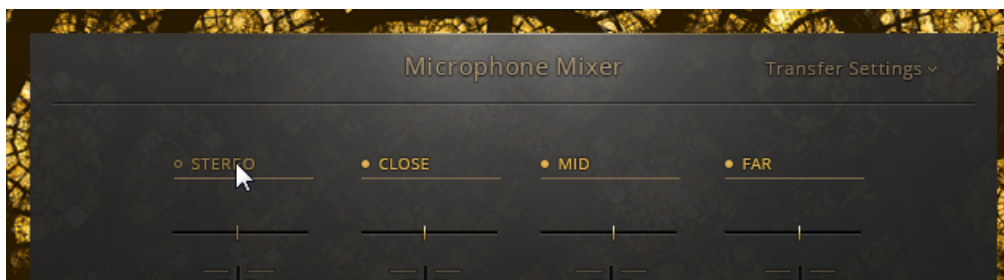 Microphone Mixer
Transfer Settings
STEREO
CLOSE
MID
FAR